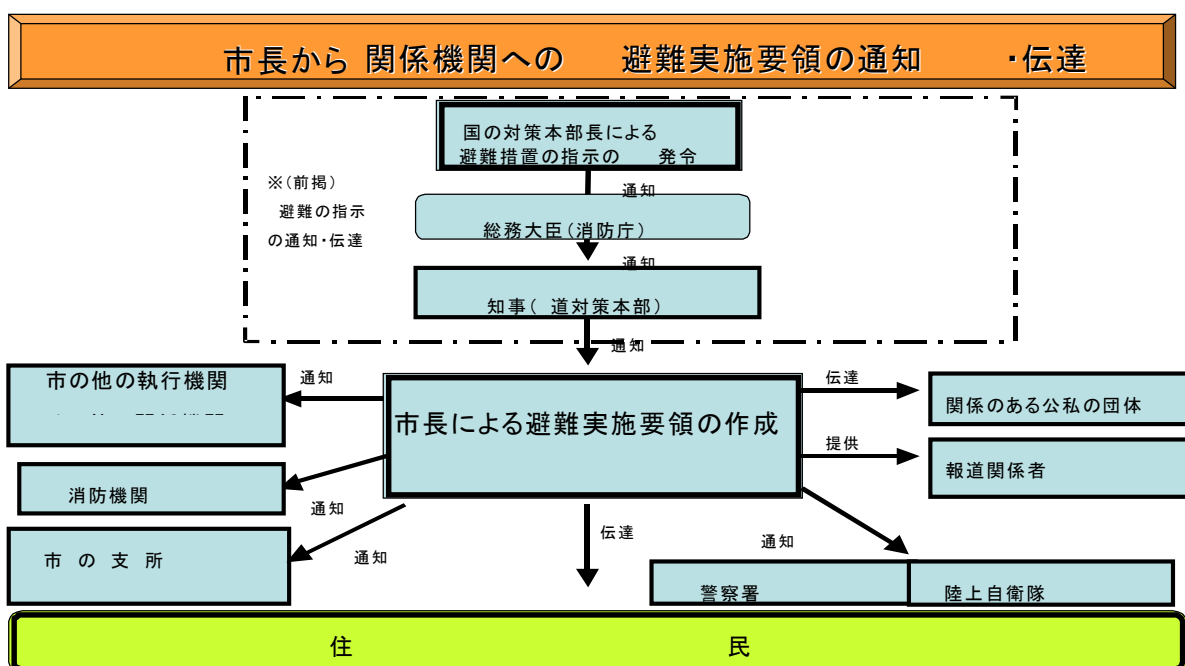 市長から 関係機関への 避難実施要領の通知 ・伝達
国の対策本部長による
避難措置の指示の 発令
※(前掲)
避難の指示
の通知・伝達
通知
総務大臣(消防庁)
通知
知事( 道対策本部)
通知
市の他の執行機関
通知
市長による避難実施要領の作成
伝達
関係のある公私の団体
提供
報道関係者
消防機関
通知
市 の 支 所
通知
伝達
通知
警察署
陸上自衛隊
住 民